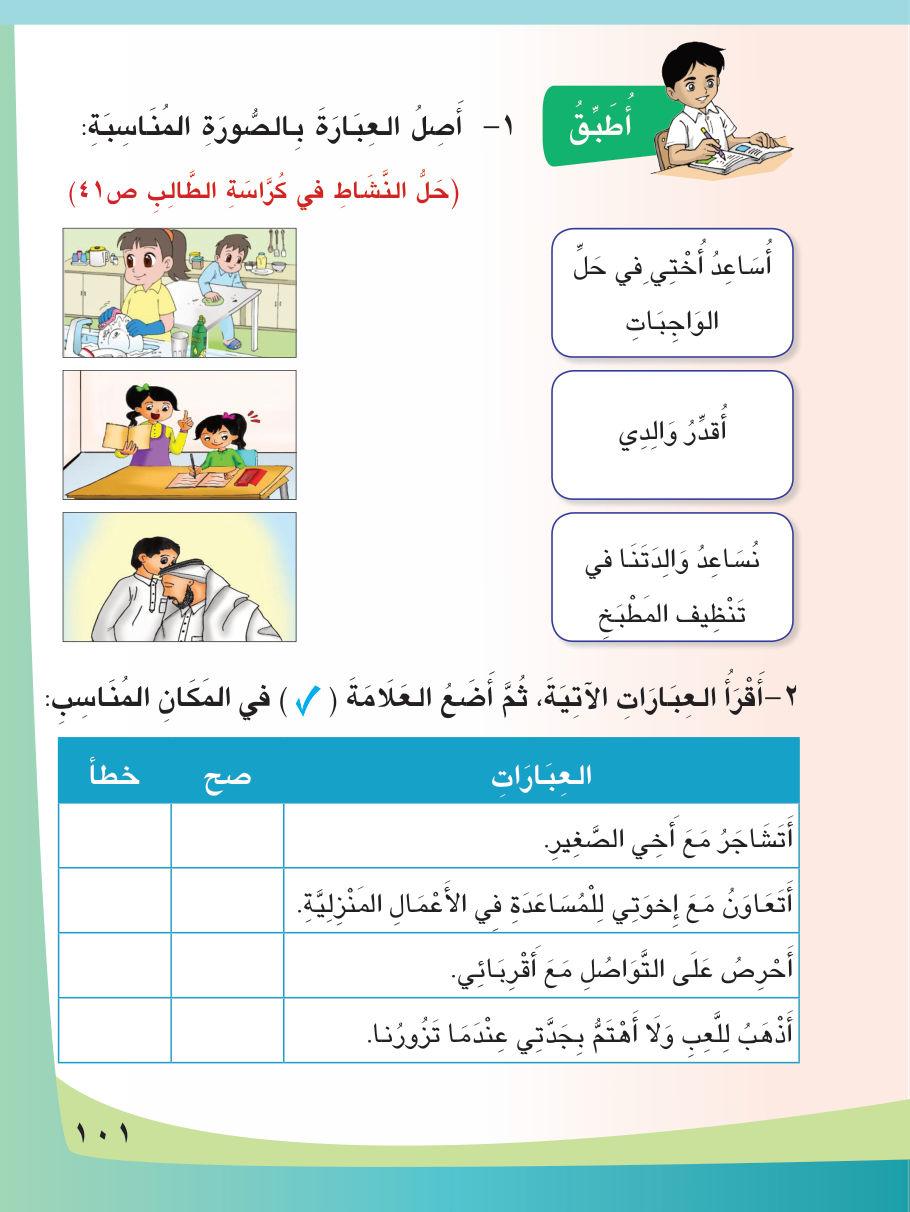 أُطَبِّقُ
١- أَصِلُ العِبَارَةَ بِالصُّورَةِ المُنَاسِبَةِ:
(حَلُّ النَّشَاطِ في كُرَّاسَةِ الطَّالِبِ ص٤١)
أُسَاعِدُ أُخْتِي ِفي حَلِّ
الوَاجِبَاتِ
أُقدِّرُ وَالِدِي
نُسَاعِدُ وَالِدَتَنَا في
تَنْظِيف المَطْبَخِ
٢-أَقْرَأُ العِبَارَاتِ الآتِيَةَ، ثُمَّ أَضَعُ العَلَامَةَ ( ✓ ) في المَكَانِ المُنَاسِبِ:
العِبَارَاتِ صح خطأ
أَتَشَاجَرُ مَعَ أَخِي الصَّغِيرِ.
أَتَعَاوَنُ مَعَ إخوَتِي لِلْمُسَاعَدَةِ فِي الأَعْمَالِ المَنْزِلِيَّةِ.
أَحْرِصُ عَلَى التَّوَاصُلِ مَعَ أَقْرِبَائِي.
أَذْهَبُ لِلَّعِبِ وَلَا أَهْتَمُّ بِجَدَّتِي عِنْدَمَا تَزُورُنا.
١٠١